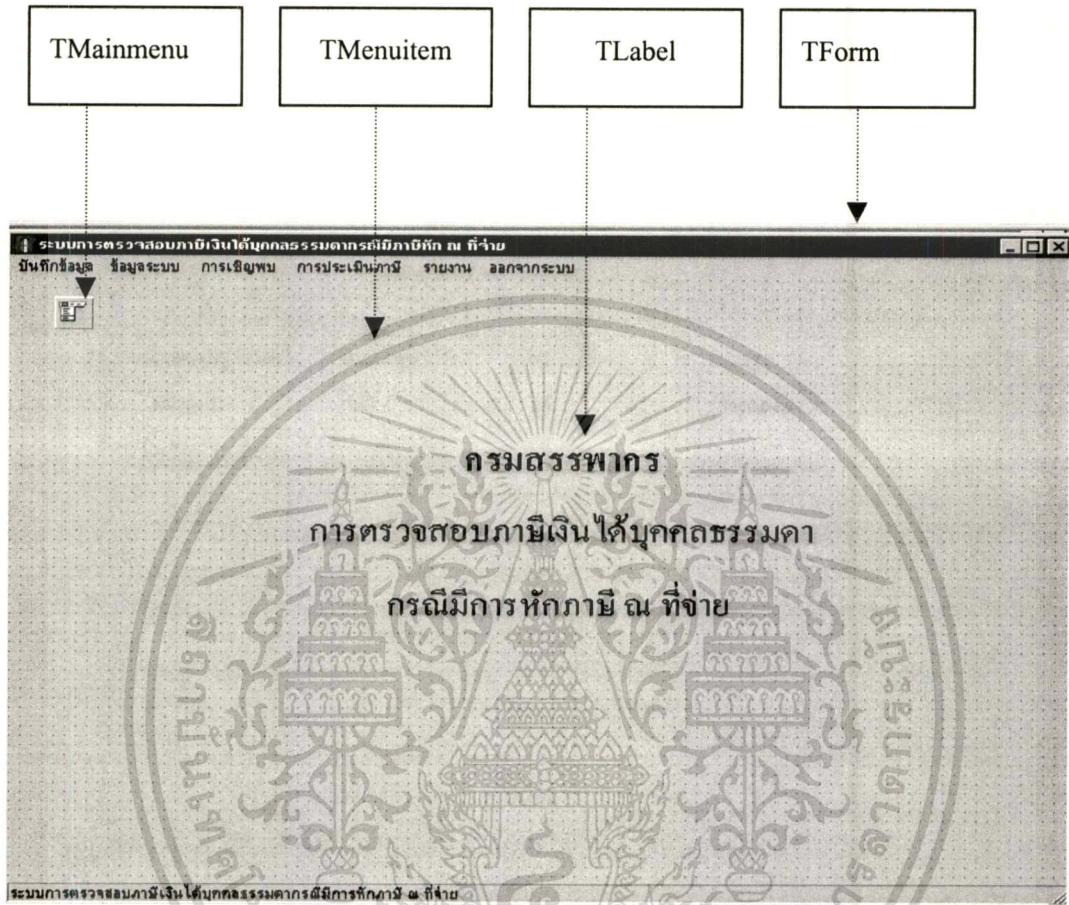 TMainmenu TMenuitem TLabel TForm
ระบบการตรวจสอบภาษีเงินได้บุคคลธรรมดากรณีมีภาษีหัก ณ ที่จ่าย
บันทึกข้อมูล ข้อมูลระบบ การเชิญพบ การประเมินภาษี รายงาน ออกจากระบบ
กรมสรรพากร
การตรวจสอบภาษีเงินได้บุคคลธรรมดา
กรณีมีการหักภาษี ณ ที่จ่าย
ระบบการตรวจสอบภาษีเงินได้บุคคลธรรมดากรณีมีการหักภาษี ณ ที่จ่าย